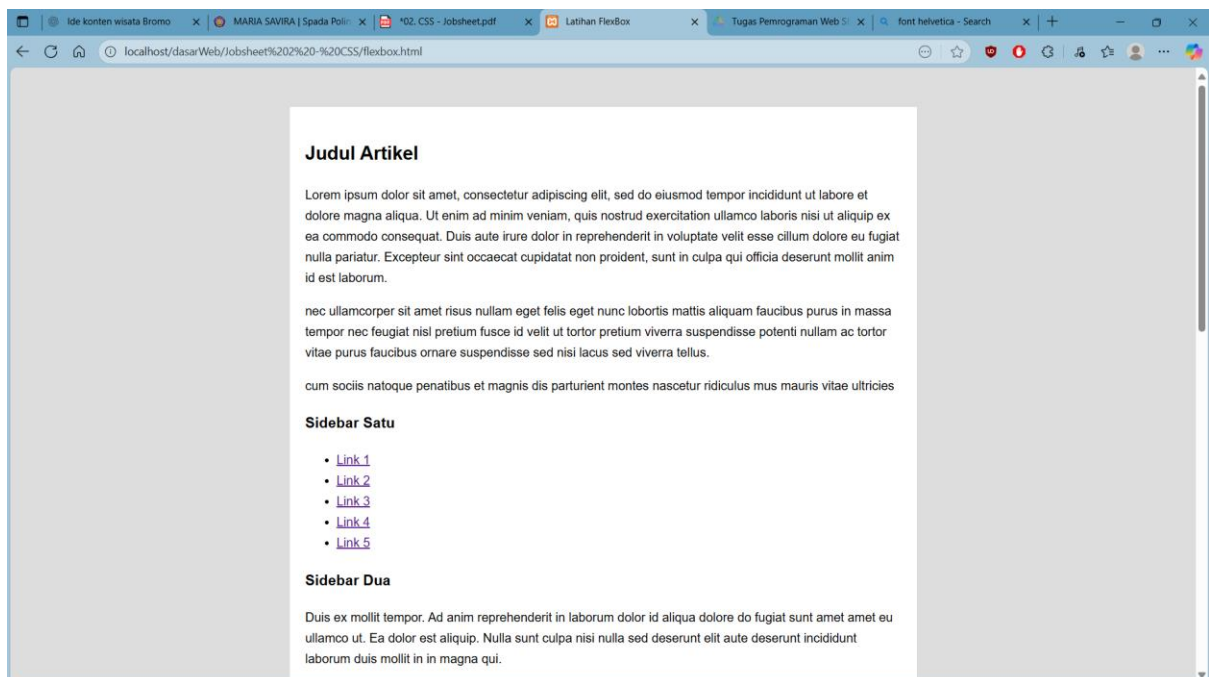 Ide konten wisata Bromo
MARIA SAVIRA | Spada Polin
*02. CSS - Jobsheet.pdf
Latihan FlexBox
Tugas Pemrograman Web
font helvetica - Search
localhost/dasarWeb/Jobsheet%202%20-%20CSS/flexbox.html
Judul Artikel
Lorem ipsum dolor sit amet, consectetur adipiscing elit, sed do eiusmod tempor incididunt ut labore et
dolore magna aliqua. Ut enim ad minim veniam, quis nostrud exercitation ullamco laboris nisi ut aliquip ex
ea commodo consequat. Duis aute irure dolor in reprehenderit in voluptate velit esse cillum dolore eu fugiat
nulla pariatur. Excepteur sint occaecat cupidatat non proident, sunt in culpa qui officia deserunt mollit anim
id est laborum.
nec ullamcorper sit amet risus nullam eget felis eget nunc lobortis mattis aliquam faucibus purus in massa
tempor nec feugiat nisl pretium fusce id velit ut tortor pretium viverra suspendisse potenti nullam ac tortor
vitae purus faucibus ornare suspendisse sed nisi lacus sed viverra tellus.
cum sociis natoque penatibus et magnis dis parturient montes nascetur ridiculus mus mauris vitae ultricies
Sidebar Satu
• Link 1
• Link 2
• Link 3
• Link 4
• Link 5
Sidebar Dua
Duis ex mollit tempor. Ad anim reprehenderit in laborum dolor id aliqua dolore do fugiat sunt amet amet eu
ullamco ut. Ea dolor est aliquip. Nulla sunt culpa nisi nulla sed deserunt elit aute deserunt incididunt
laborum duis mollit in in magna qui.